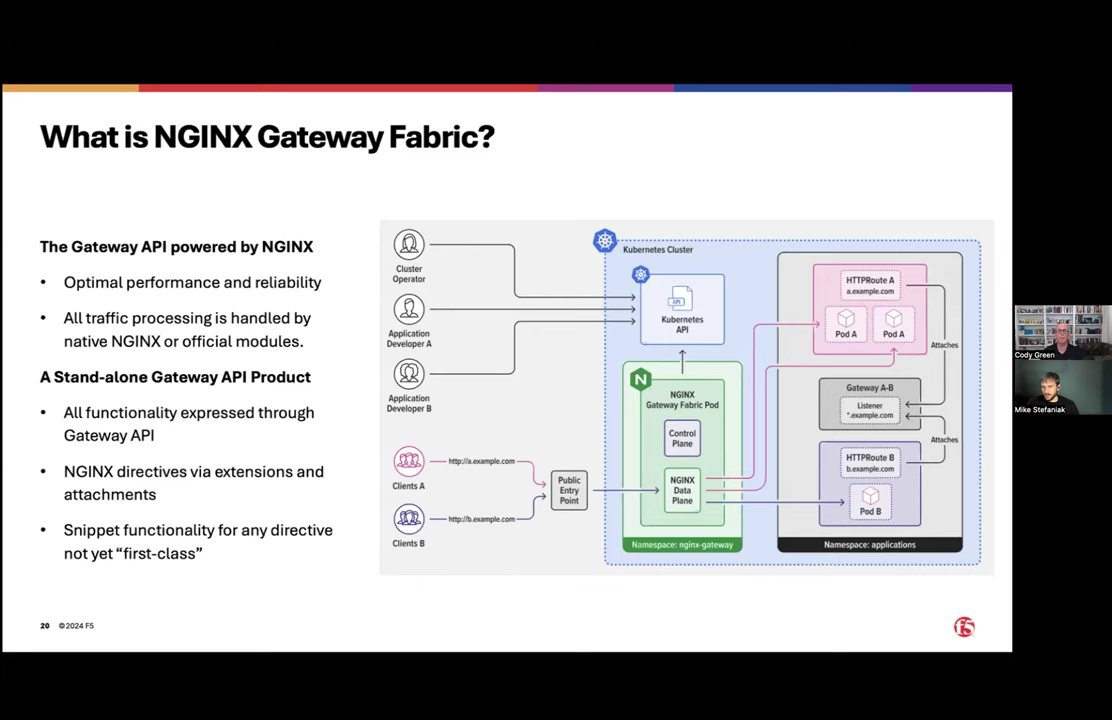 What is NGINX Gateway Fabric?
The Gateway API powered by NGINX
• Optimal performance and reliability
• All traffic processing is handled by
native NGINX or official modules.
A Stand-alone Gateway API Product
• All functionality expressed through
Gateway API
• NGINX directives via extensions and
attachments
• Snippet functionality for any directive
not yet “first-class”
Cluster
Operator
Application
Developer A
Application
Developer B
Clients A
http://a.example.com
Clients B
http://b.example.com
Public
Entry
Point
Kubernetes Cluster
API
Kubernetes
API
N
NGINX
Gateway Fabric Pod
Control
Plane
NGINX
Data
Plane
Namespace: nginx-gateway
HTTPRoute A
a.example.com
Pod A
Pod A
Attaches
Gateway A-B
Listener
*.example.com
Attaches
HTTPRoute B
b.example.com
Pod B
Namespace: applications
20 ©2024 F5
f5
Cody Green
Mike Stefaniak